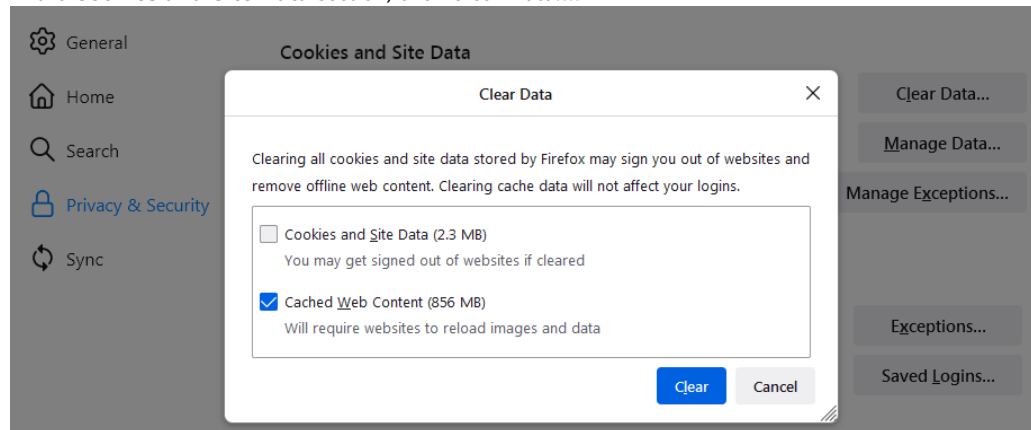 General
Cookies and Site Data
Clear Data
Home
Clear Data...
Search
Clearing all cookies and site data stored by Firefox may sign you out of websites and
remove offline web content. Clearing cache data will not affect your logins.
Manage Data...
Privacy & Security
Manage Exceptions...
Cookies and Site Data (2.3 MB)
You may get signed out of websites if cleared
Sync
Cached Web Content (856 MB)
Will require websites to reload images and data
Exceptions...
Saved Logins...
Clear
Cancel